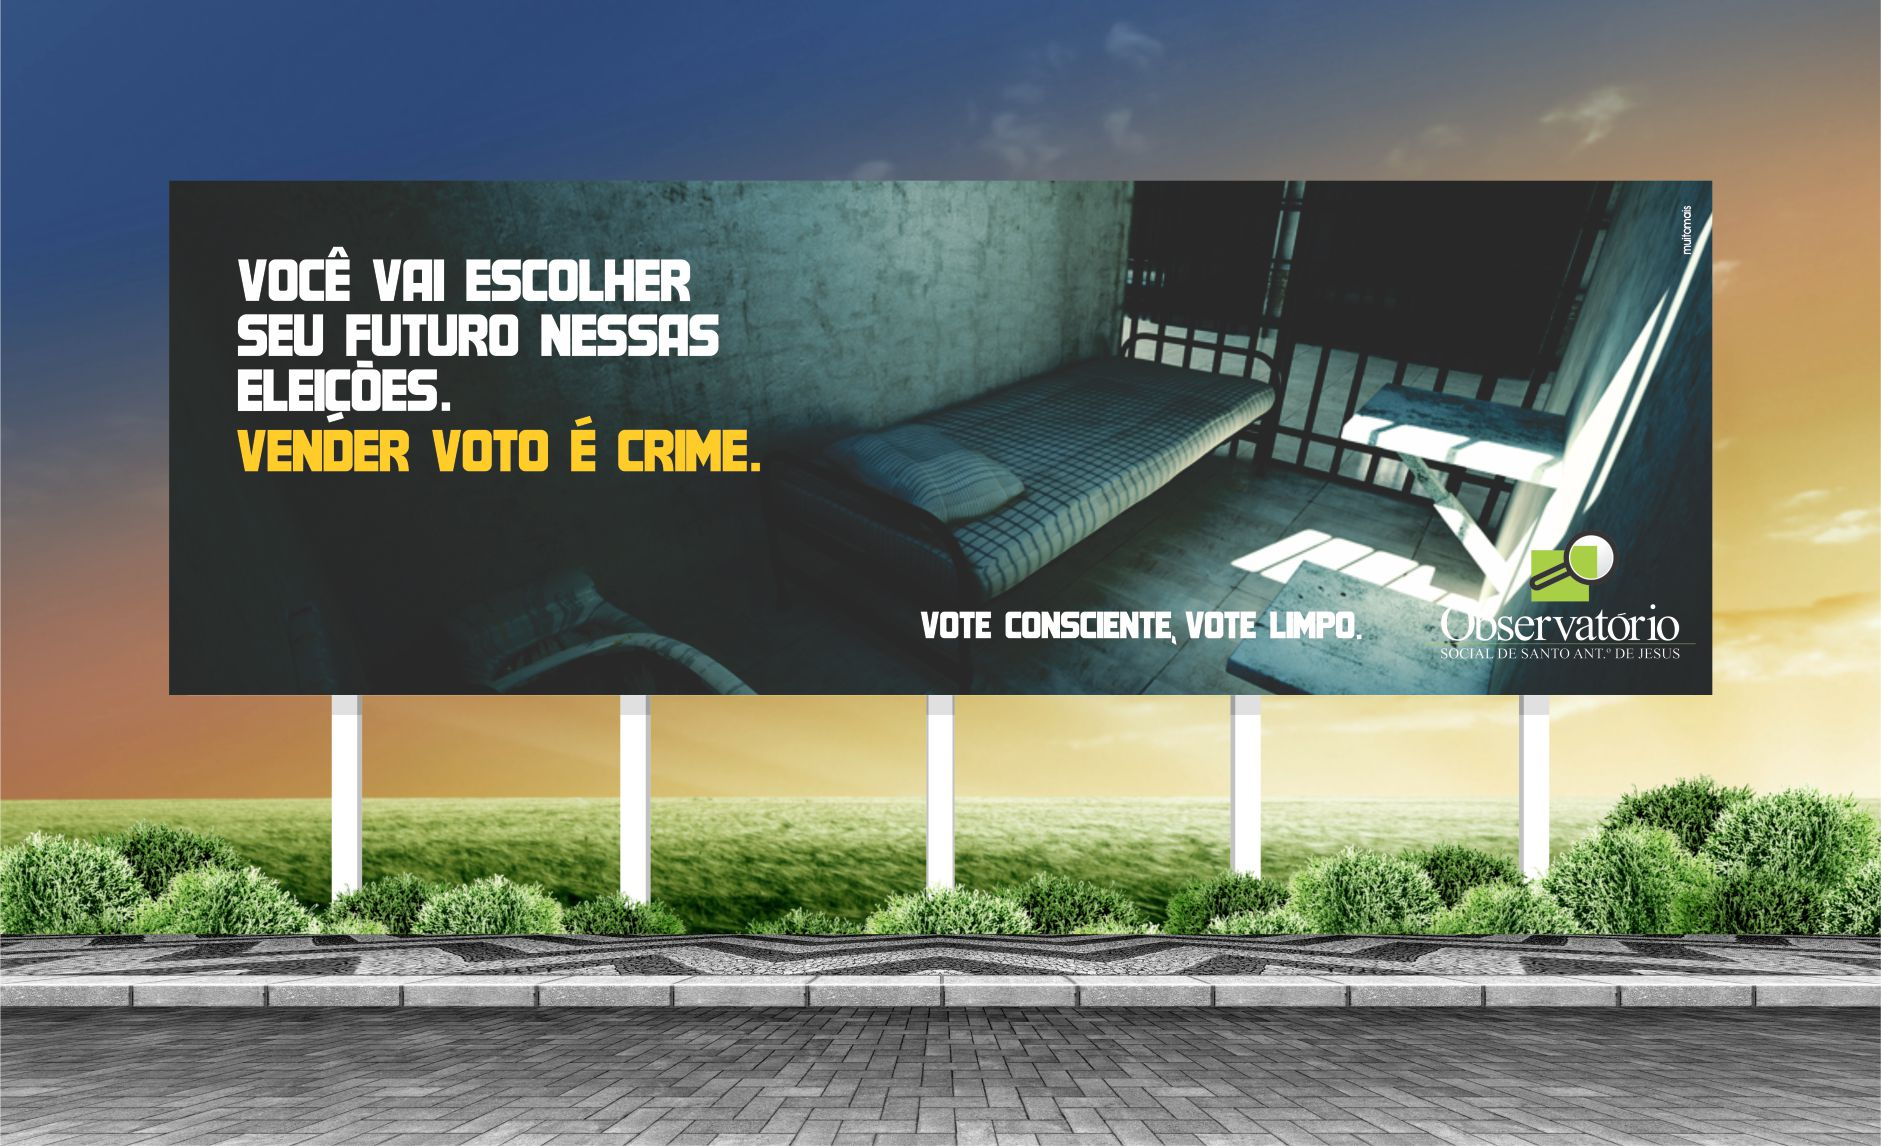 muitomais
VOCÊ VAI ESCOLHER
SEU FUTURO NESSAS
ELEIÇÕES.
VENDER VOTO É CRIME.
VOTE CONSCIENTE, VOTE LIMPO.
Observatório
SOCIAL DE SANTO ANT.º DE JESUS